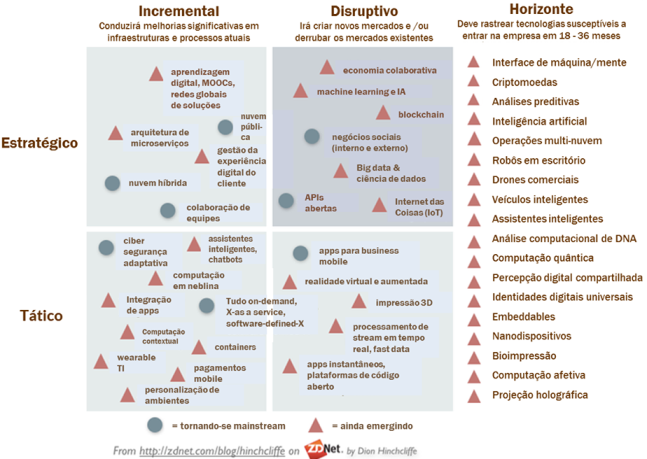 Incremental
Conduzirá melhorias significativas em
infraestruturas e processos atuais
Disruptivo
Irá criar novos mercados e /ou
derrubar os mercados existentes
Horizonte
Deve rastrear tecnologias susceptíveis a
entrar na empresa em 18 - 36 meses
Estratégico
aprendizagem
digital, MOOCs,
redes globais
de soluções
nuvem
públi-
ca
arquitetura de
microserviços
gestão da
experiência
digital do
cliente
nuvem híbrida
colaboração de
equipes
economia colaborativa
machine learning e IA
blockchain
negócios sociais
(interno e externo)
Big data &
ciência de dados
APIs
abertas
Internet das
Coisas (IoT)
Tático
ciber
segurança
adaptativa
assistentes
inteligentes,
chatbots
computação
em neblina
Integração
de apps
Tudo on-demand,
X-as a service,
software-defined-X
Computação
contextual
containers
wearable
TI
pagamentos
mobile
personalização de
ambientes
apps para business
mobile
realidade virtual e aumentada
impressão 3D
processamento de
stream em tempo
real, fast data
apps instantâneos,
plataformas de código
aberto
Interface de máquina/mente
Criptomoedas
Análises preditivas
Inteligência artificial
Operações multi-nuvem
Robôs em escritório
Drones comerciais
Veículos inteligentes
Assistentes inteligentes
Análise computacional de DNA
Computação quântica
Percepção digital compartilhada
Identidades digitais universais
Embeddables
Nanodispositivos
Bioimpressão
Computação afetiva
Projeção holográfica
= tornando-se mainstream
= ainda emergindo
From http://zdnet.com/blog/hinchcliffe on ZDNet. by Dion Hinchcliffe